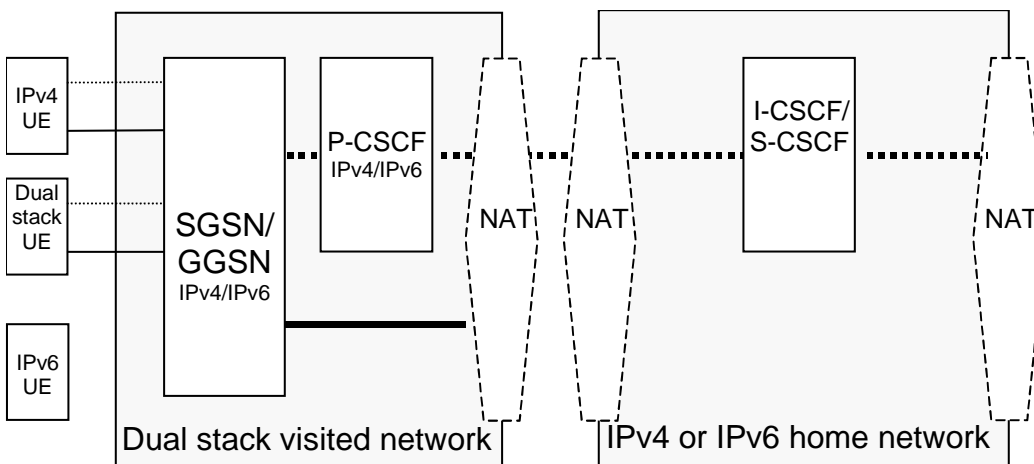 IPv4
UE
Dual
stack
UE
IPv6
UE
SGSN/
GGSN
IPv4/IPv6
P-CSCF
IPv4/IPv6
NAT
NAT
I-CSCF/
S-CSCF
NAT
Dual stack visited network
IPv4 or IPv6 home network